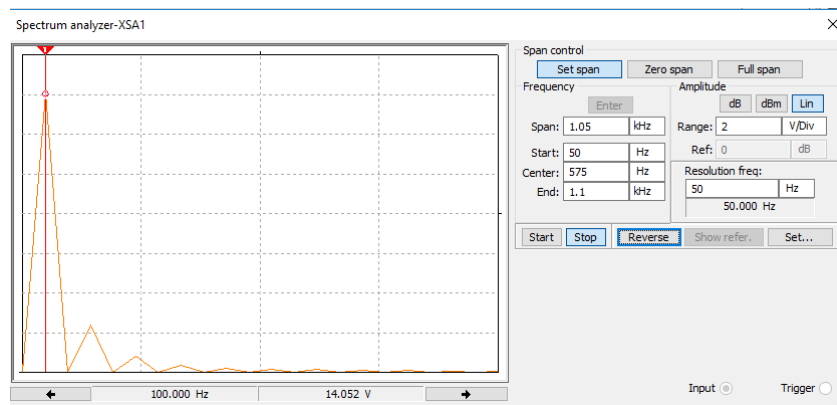 Spectrum analyzer-XSA1
1
Span control
Set span Zero span Full span
Frequency
Enter
Span: 1.05 kHz
Start: 50 Hz
Center: 575 Hz
End: 1.1 kHz
Amplitude
dB dBm Lin
Range: 2 V/Div
Ref: 0 dB
Resolution freq:
50 Hz
50.000 Hz
Start Stop Reverse Show refer. Set...
100.000 Hz 14.052 V
Input Trigger